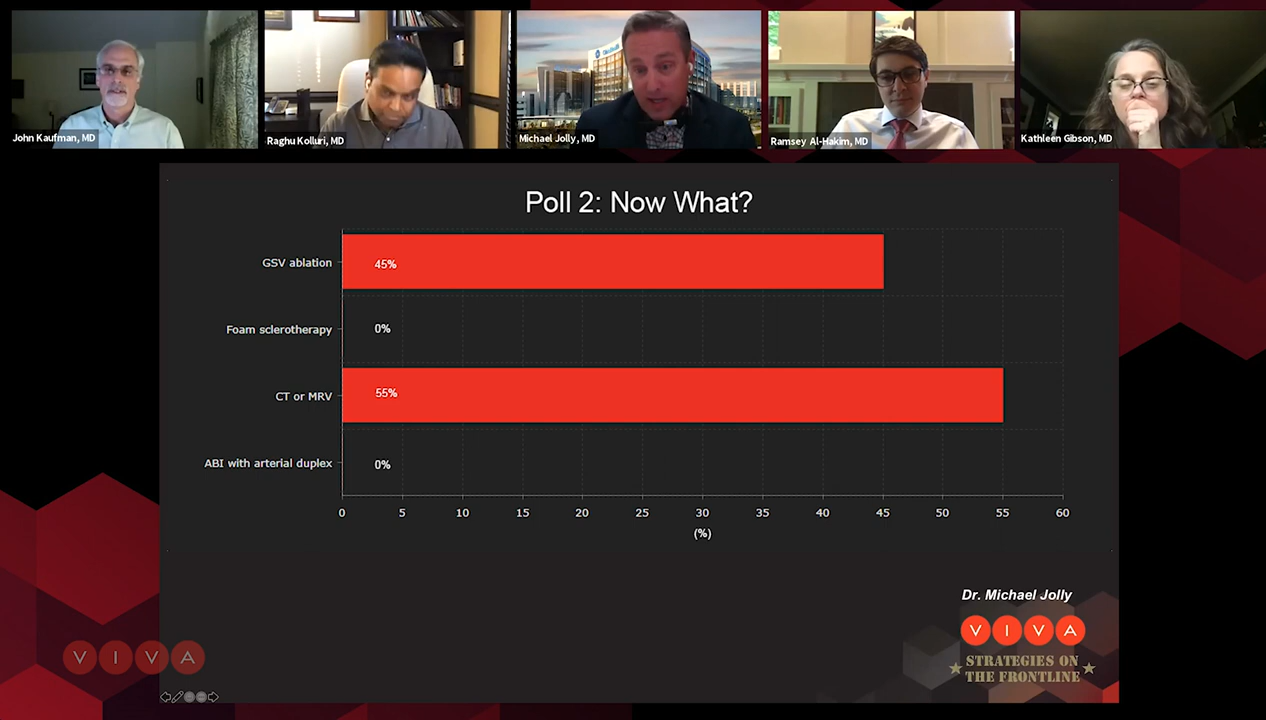 John Kaufman, MD
Raghu Kolluri, MD
Michael Jolly, MD
Ramsey Al-Hakim, MD
Kathleen Gibson, MD
Poll 2: Now What?
GSV ablation
45%
Foam sclerotherapy
0%
CT or MRV
55%
ABI with arterial duplex
0%
0 5 10 15 20 25 30 35 40 45 50 55 60
(%)
Dr. Michael Jolly
VIVA
STRATEGIES ON
THE FRONTLINE
VIVA